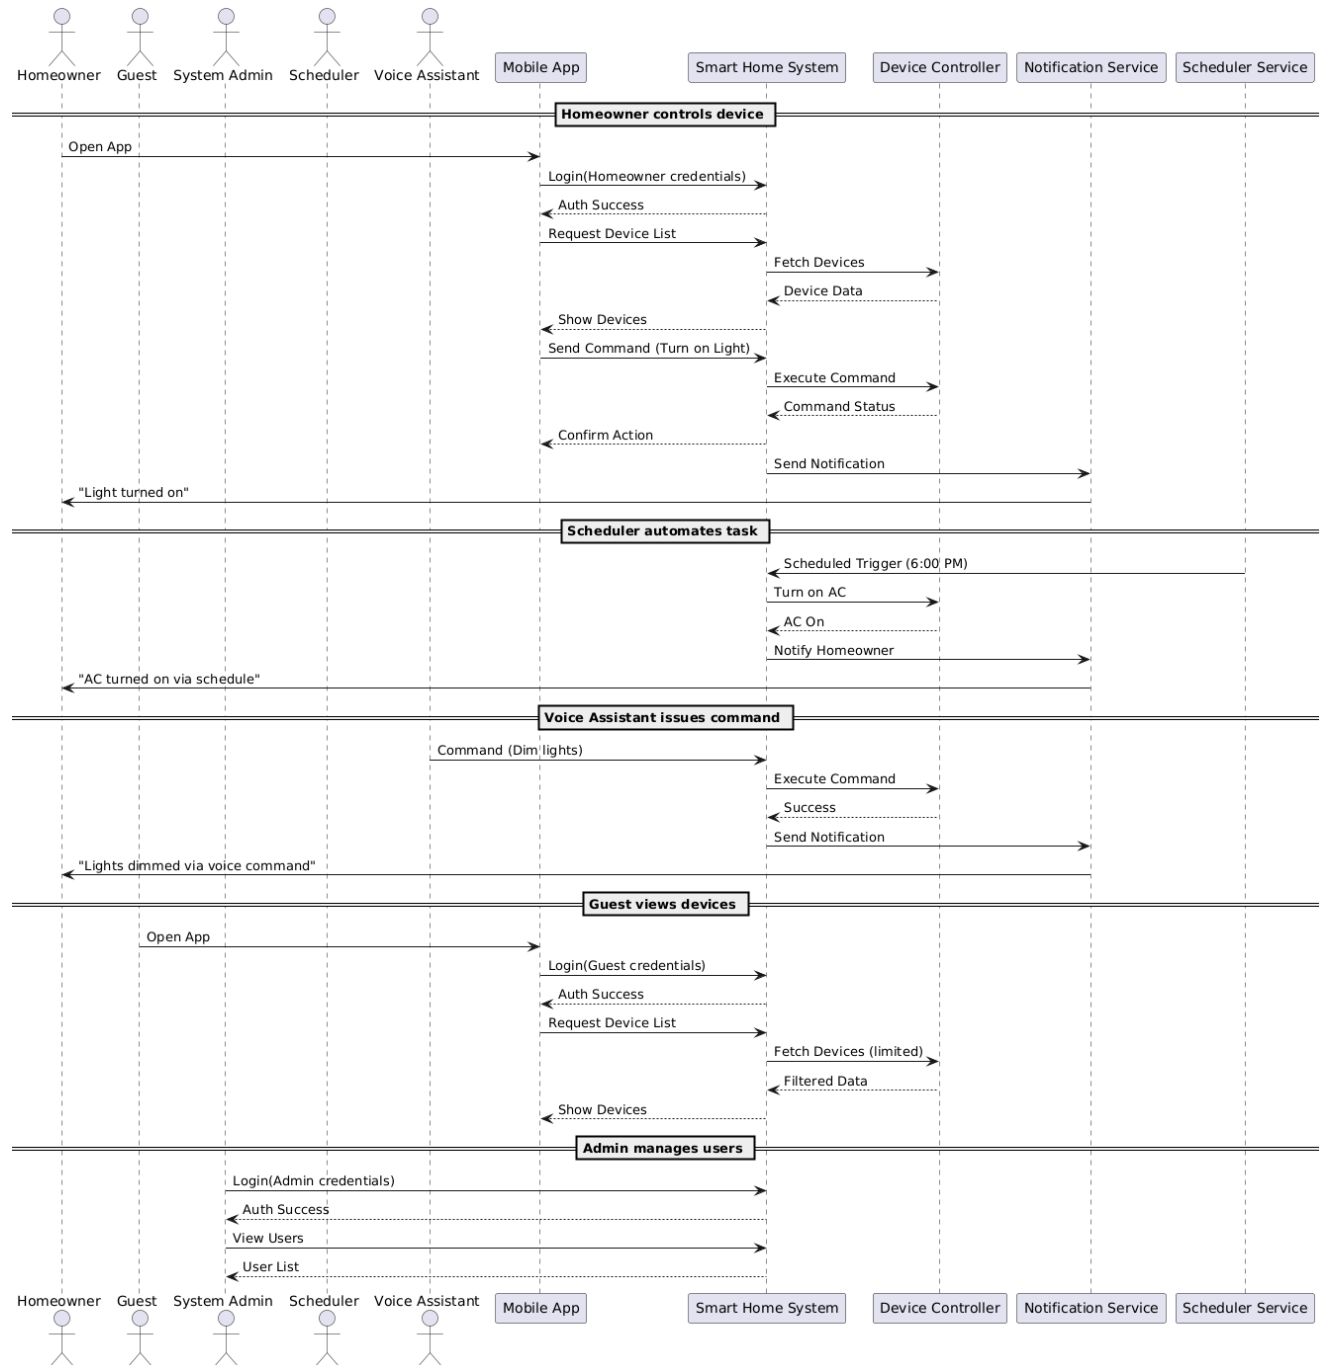 Homeowner Guest System Admin Scheduler Voice Assistant Mobile App Smart Home System Device Controller Notification Service Scheduler Service
Homeowner controls device
Open App
Login(Homeowner credentials)
Auth Success
Request Device List
Fetch Devices
Device Data
Show Devices
Send Command (Turn on Light)
Execute Command
Command Status
Confirm Action
Send Notification
"Light turned on"
Scheduler automates task
Scheduled Trigger (6:00 PM)
Turn on AC
AC On
Notify Homeowner
"AC turned on via schedule"
Voice Assistant issues command
Command (Dim lights)
Execute Command
Success
Send Notification
"Lights dimmed via voice command"
Guest views devices
Open App
Login(Guest credentials)
Auth Success
Request Device List
Fetch Devices (limited)
Filtered Data
Show Devices
Admin manages users
Login(Admin credentials)
Auth Success
View Users
User List
Homeowner Guest System Admin Scheduler Voice Assistant Mobile App Smart Home System Device Controller Notification Service Scheduler Service